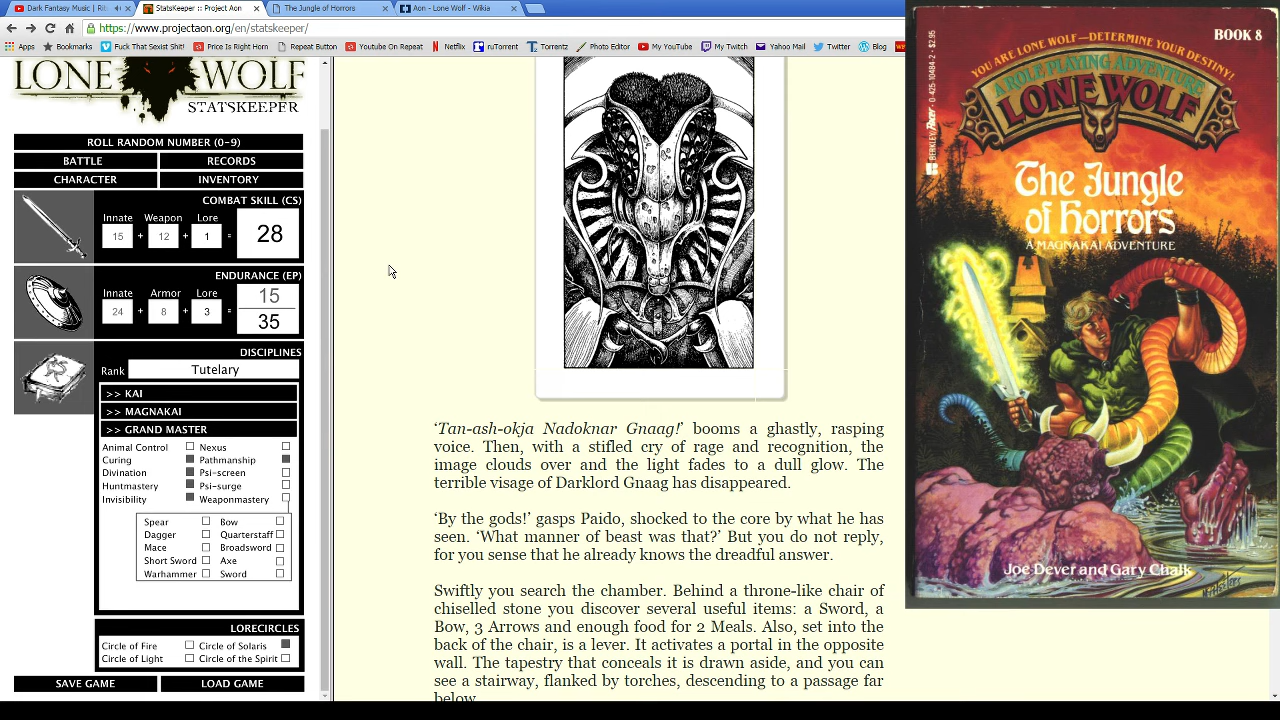 Dark Fantasy Music | Rit
StatsKeeper :: Project Aon
The Jungle of Horrors
Aon - Lone Wolf - Wikia
https://www.projectaon.org/en/statskeeper/
Apps
Bookmarks
Fuck That Sexist Shit!
Price of Light Horn
Repeat Button
Youtube On Repeat
Netflix
ruTorrent
Torrentz
Photo Editor
My YouTube
My Twitch
Yahoo Mail
Twitter
Blog
LONE WOLF
STATSKEEPER
ROLL RANDOM NUMBER (0-9)
BATTLE
RECORDS
CHARACTER
INVENTORY
COMBAT SKILL (CS)
Innate Weapon Lore
15 + 12 + 1 = 28
ENDURANCE (EP)
Innate Armor Lore
15
24 + 8 + 3 = 35
DISCIPLINES
Rank Tutelary
>> KAI
>> MAGNAKAI
>> GRAND MASTER
Animal Control Nexus
Curing Pathmanship
Divination Psi-screen
Huntmastery Psi-surge
Invisibility Weaponmastery
Spear Bow
Dagger Quarterstaff
Mace Broadsword
Short Sword Axe
Warhammer Sword
LORECIRCLES
Circle of Fire Circle of Solaris
Circle of Light Circle of the Spirit
SAVE GAME
LOAD GAME
‘Tan-ash-okja Nadoknar Gnaag!’ booms a ghastly, rasping
voice. Then, with a stifled cry of rage and recognition, the
image clouds over and the light fades to a dull glow. The
terrible visage of Darklord Gnaag has disappeared.
‘By the gods!’ gasps Paido, shocked to the core by what he has
seen. ‘What manner of beast was that?’ But you do not reply,
for you sense that he already knows the dreadful answer.
Swiftly you search the chamber. Behind a throne-like chair of
chiselled stone you discover several useful items: a Sword, a
Bow, 3 Arrows and enough food for 2 Meals. Also, set into the
back of the chair, is a lever. It activates a portal in the opposite
wall. The tapestry that conceals it is drawn aside, and you can
see a stairway, flanked by torches, descending to a passage far
below.
BOOK 8
YOU ARE LONE WOLF—DETERMINE YOUR DESTINY!
A ROLE PLAYING ADVENTURE
LONE WOLF
The Jungle
of Horrors
A MAGNAKAI ADVENTURE
BERKLEY/Pacer · 0-425-10484-2 · $2.95
Joe Dever and Gary Chalk